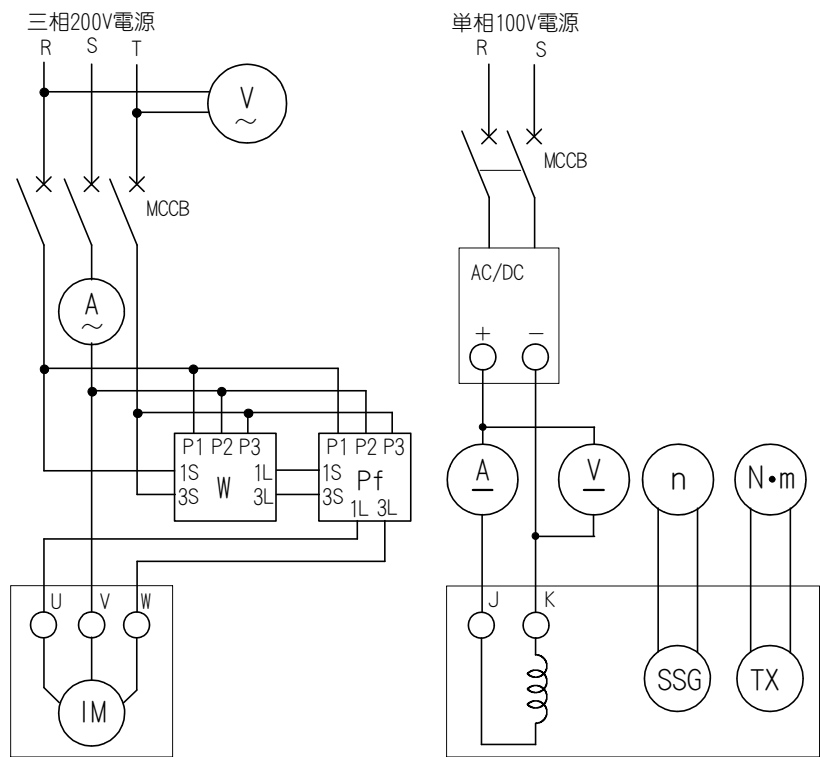 三相200V電源
R S T
V
~
MCCB
A
~
P1 P2 P3
1S 1L
3S 3L
W
P1 P2 P3
1S
3S
Pf
1L 3L
U V W
IM
単相100V電源
R S
MCCB
AC/DC
+ −
A
V
n
N•m
J K
SSG
TX